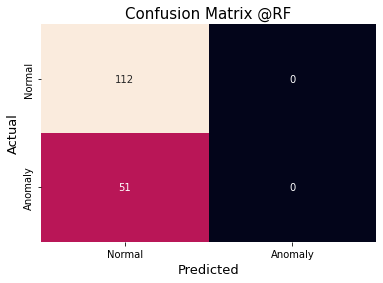 Confusion Matrix @RF
Actual
Normal
112
0
Anomaly
51
0
Normal
Anomaly
Predicted